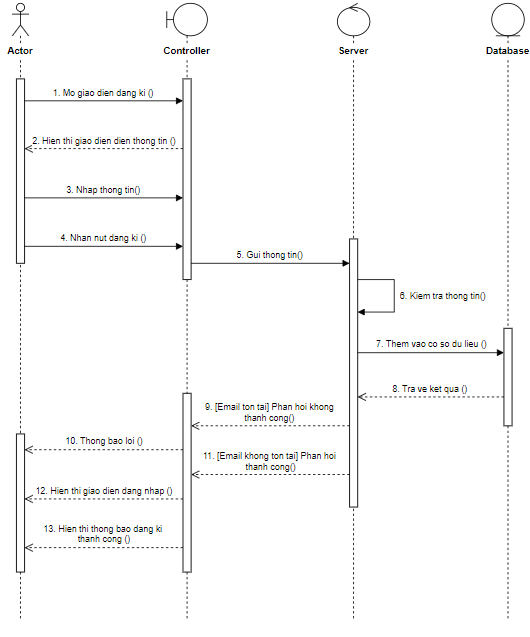 Actor
Controller
Server
Database
1. Mo giao dien dang ki ()
2. Hien thi giao dien dien thong tin ()
3. Nhap thong tin()
4. Nhan nut dang ki ()
5. Gui thong tin()
6. Kiem tra thong tin()
7. Them vao co so du lieu ()
8. Tra ve ket qua ()
9. [Email ton tai] Phan hoi khong
thanh cong()
10. Thong bao loi ()
11. [Email khong ton tai] Phan hoi
thanh cong()
12. Hien thi giao dien dang nhap ()
13. Hien thi thong bao dang ki
thanh cong ()